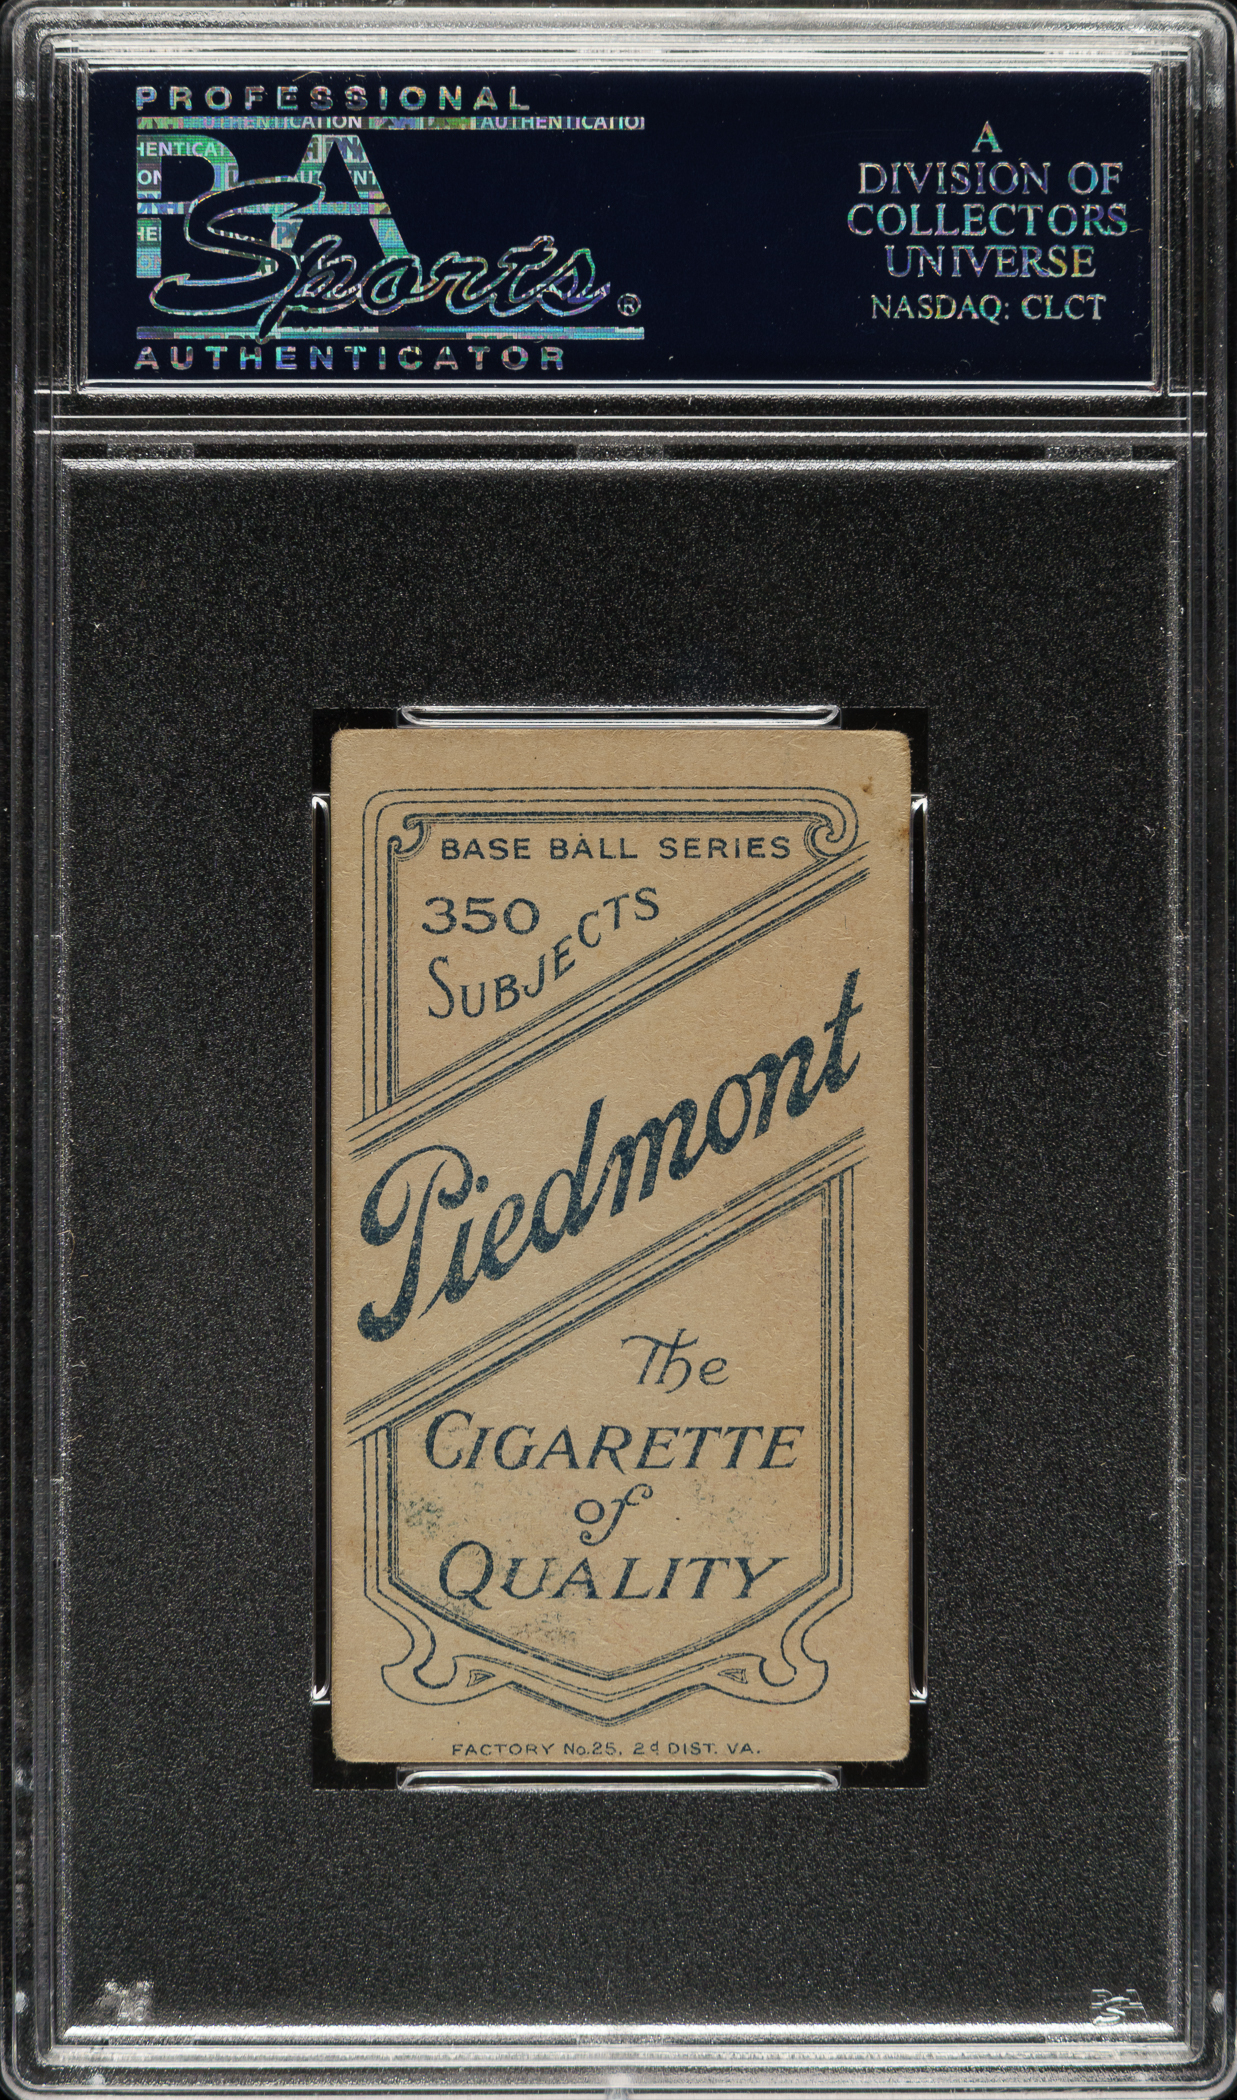 PROFESSIONAL
PSA
Sports®
AUTHENTICATOR
A
DIVISION OF
COLLECTORS
UNIVERSE
NASDAQ: CLCT
BASE BALL SERIES
350
SUBJECTS
Piedmont
The
CIGARETTE
of
QUALITY
FACTORY No. 25, 2d DIST. VA.